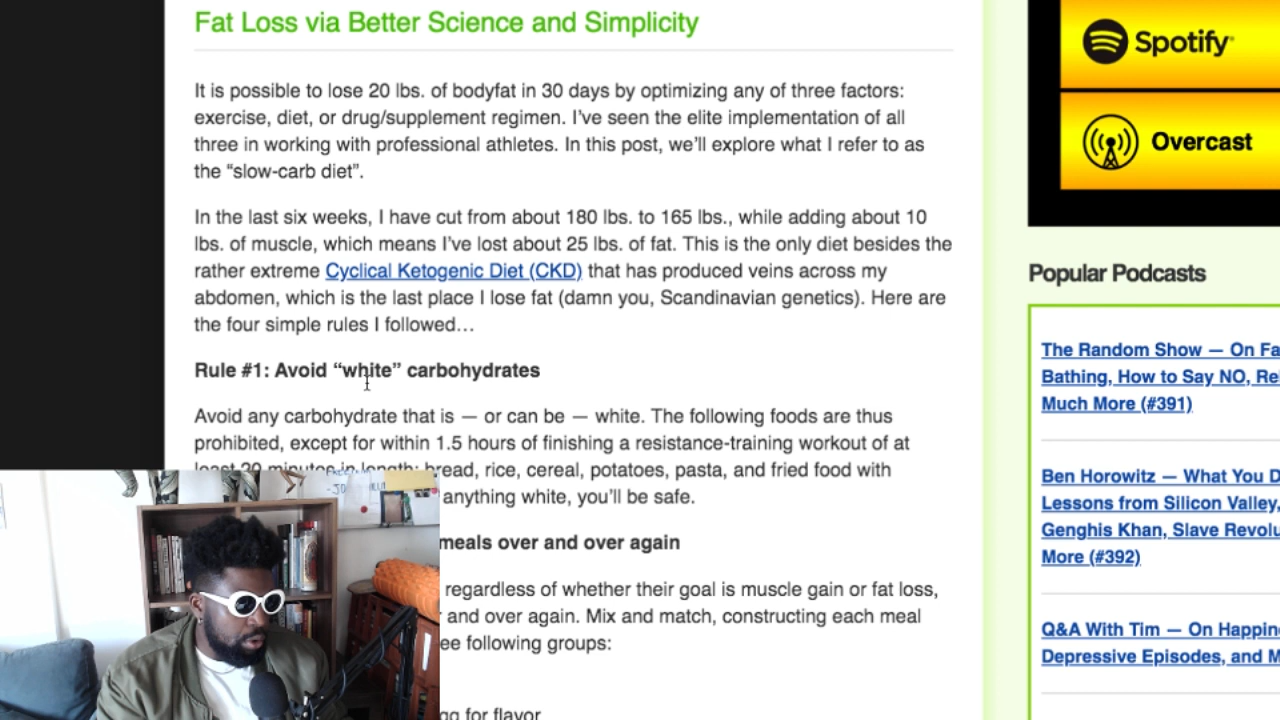 Fat Loss via Better Science and Simplicity
It is possible to lose 20 lbs. of bodyfat in 30 days by optimizing any of three factors:
exercise, diet, or drug/supplement regimen. I’ve seen the elite implementation of all
three in working with professional athletes. In this post, we’ll explore what I refer to as
the “slow-carb diet”.
In the last six weeks, I have cut from about 180 lbs. to 165 lbs., while adding about 10
lbs. of muscle, which means I’ve lost about 25 lbs. of fat. This is the only diet besides the
rather extreme Cyclical Ketogenic Diet (CKD) that has produced veins across my
abdomen, which is the last place I lose fat (damn you, Scandinavian genetics). Here are
the four simple rules I followed…
Rule #1: Avoid “white” carbohydrates
Avoid any carbohydrate that is — or can be — white. The following foods are thus
prohibited, except for within 1.5 hours of finishing a resistance-training workout of at
least 20 minutes in length: bread, rice, cereal, potatoes, pasta, and fried food with
anything white, you’ll be safe.
meals over and over again
regardless of whether their goal is muscle gain or fat loss,
and over again. Mix and match, constructing each meal
following groups:
for flavor
Spotify
Overcast
Popular Podcasts
The Random Show — On
Bathing, How to Say NO,
Much More (#391)
Ben Horowitz — What You
Lessons from Silicon Valley,
Genghis Khan, Slave
More (#392)
Q&A With Tim — On
Depressive Episodes, and